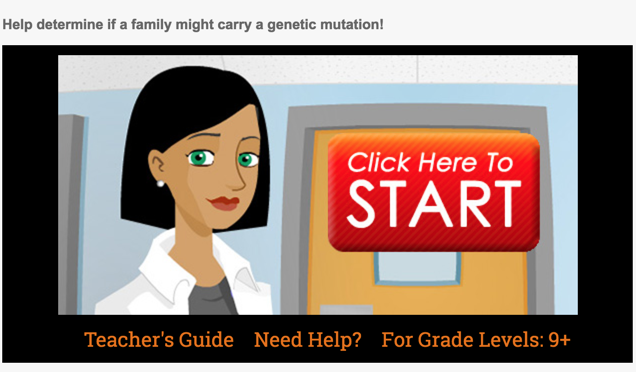 Help determine if a family might carry a genetic mutation!
Click Here To
START
Teacher's Guide Need Help? For Grade Levels: 9+